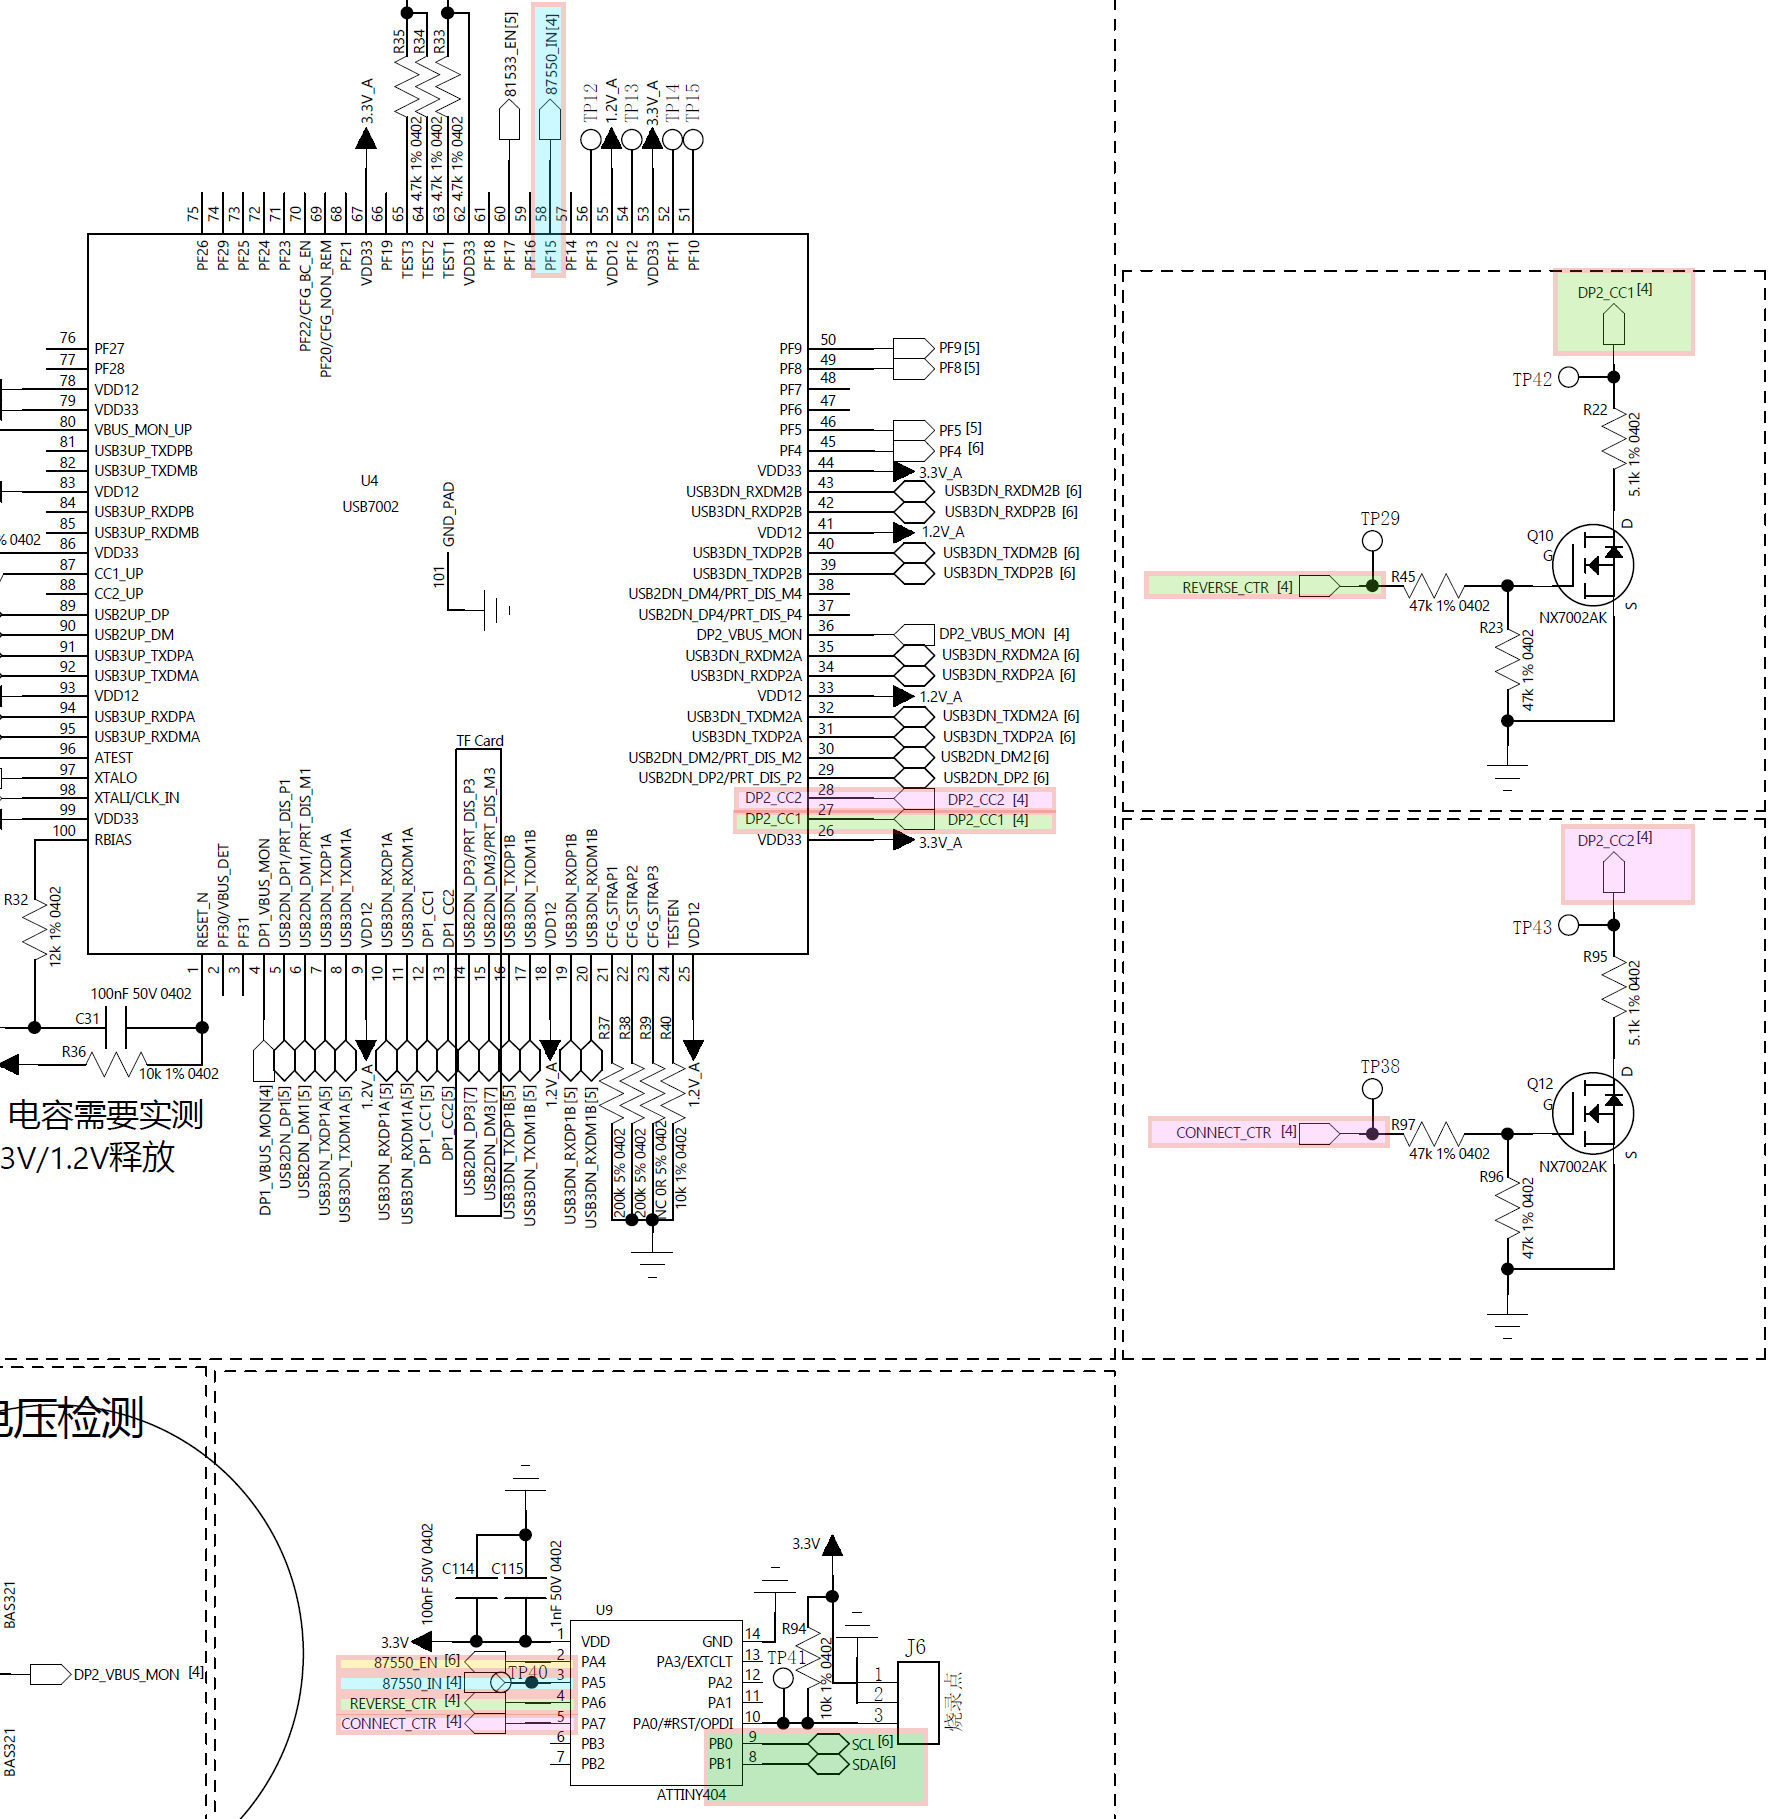 R35
R34
R33
4.7k 1% 0402
4.7k 1% 0402
4.7k 1% 0402
3.3V_A
81533_EN[5]
87550_IN[4]
TP12
1.2V_A
TP13
3.3V_A
TP14
TP15
75
74
73
72
71
70
69
68
67
66
65
64
63
62
61
60
59
58
57
56
55
54
53
52
51
PF26
PF29
PF25
PF24
PF23
PF22/CFG_BC_EN
PF20/CFG_NON_REM
PF21
VDD33
PF19
TEST3
TEST2
TEST1
VDD33
PF18
PF17
PF16
PF15
PF14
PF13
VDD12
PF12
VDD33
PF11
PF10
76 PF27
77 PF28
78 VDD12
79 VDD33
80 VBUS_MON_UP
81 USB3UP_TXDPB
82 USB3UP_TXDMB
83 VDD12
84 USB3UP_RXDPB
85 USB3UP_RXDMB
% 0402
86 VDD33
87 CC1_UP
88 CC2_UP
89 USB2UP_DP
90 USB2UP_DM
91 USB3UP_TXDPA
92 USB3UP_TXDMA
93 VDD12
94 USB3UP_RXDPA
95 USB3UP_RXDMA
96 ATEST
97 XTALO
98 XTALI/CLK_IN
99 VDD33
100 RBIAS
U4
USB7002
GND_PAD
101
PF9 50 PF9 [5]
PF8 49 PF8 [5]
PF7 48
PF6 47
PF5 46 PF5 [5]
PF4 45 PF4 [6]
VDD33 44 3.3V_A
USB3DN_RXDM2B 43 USB3DN_RXDM2B [6]
USB3DN_RXDP2B 42 USB3DN_RXDP2B [6]
VDD12 41 1.2V_A
USB3DN_TXDP2B 40 USB3DN_TXDM2B [6]
USB3DN_TXDP2B 39 USB3DN_TXDP2B [6]
USB2DN_DM4/PRT_DIS_M4 38
USB2DN_DP4/PRT_DIS_P4 37
DP2_VBUS_MON 36 DP2_VBUS_MON [4]
USB3DN_RXDM2A 35 USB3DN_RXDM2A [6]
USB3DN_RXDP2A 34 USB3DN_RXDP2A [6]
VDD12 33 1.2V_A
USB3DN_TXDM2A 32 USB3DN_TXDM2A [6]
USB3DN_TXDP2A 31 USB3DN_TXDP2A [6]
USB2DN_DM2/PRT_DIS_M2 30 USB2DN_DM2 [6]
USB2DN_DP2/PRT_DIS_P2 29 USB2DN_DP2 [6]
DP2_CC2 28 DP2_CC2 [4]
DP2_CC1 27 DP2_CC1 [4]
VDD33 26 3.3V_A
TF Card
RESET_N
PF30/VBUS_DET
PF31
DP1_VBUS_MON
USB2DN_DP1/PRT_DIS_P1
USB2DN_DM1/PRT_DIS_M1
USB3DN_TXDP1A
USB3DN_TXDM1A
VDD12
USB3DN_RXDP1A
USB3DN_RXDM1A
DP1_CC1
DP1_CC2
USB2DN_DP3/PRT_DIS_P3
USB2DN_DM3/PRT_DIS_M3
USB3DN_TXDP1B
USB3DN_TXDM1B
VDD12
USB3DN_RXDP1B
USB3DN_RXDM1B
CFG_STRAP1
CFG_STRAP2
CFG_STRAP3
TESTEN
VDD12
1
2
3
4
5
6
7
8
9
10
11
12
13
14
15
16
17
18
19
20
21
22
23
24
25
DP1_VBUS_MON[4]
USB2DN_DP1[5]
USB2DN_DM1[5]
USB3DN_TXDP1A[5]
USB3DN_TXDM1A[5]
1.2V_A
USB3DN_RXDP1A[5]
USB3DN_RXDM1A[5]
DP1_CC1[5]
DP1_CC2[5]
USB2DN_DP3[7]
USB2DN_DM3[7]
USB3DN_TXDP1B[5]
USB3DN_TXDM1B[5]
1.2V_A
USB3DN_RXDP1B[5]
USB3DN_RXDM1B[5]
R37
R38
R39
R40
200k 5% 0402
200k 5% 0402
NC 0R 5% 0402
10k 1% 0402
1.2V_A
R32
12k 1% 0402
100nF 50V 0402
C31
R36
10k 1% 0402
电容需要实测
3V/1.2V释放
DP2_CC1[4]
TP42
R22
5.1k 1% 0402
TP29
Q10
G
D
S
NX7002AK
REVERSE_CTR [4]
R45
47k 1% 0402
R23
47k 1% 0402
DP2_CC2[4]
TP43
R95
5.1k 1% 0402
TP38
Q12
G
D
S
NX7002AK
CONNECT_CTR [4]
R97
47k 1% 0402
R96
47k 1% 0402
压检测
BAS321
DP2_VBUS_MON [4]
BAS321
100nF 50V 0402
C114
C115
1nF 50V 0402
3.3V
U9
3.3V
87550_EN [6]
87550_IN [4]
TP40
REVERSE_CTR [4]
CONNECT_CTR [4]
1 VDD
2 PA4
3 PA5
4 PA6
5 PA7
6 PB3
7 PB2
GND 14
PA3/EXTCLT 13
PA2 12
PA1 11
PA0/#RST/OPDI 10
PB0 9 SCL[6]
PB1 8 SDA[6]
ATTINY404
TP41
R94
10k 1% 0402
J6
1
2
3
烧录点